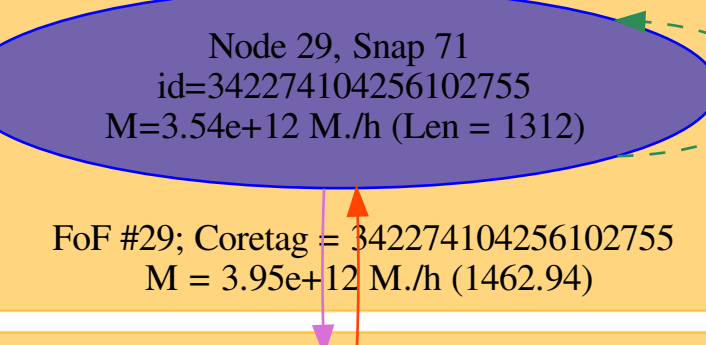 Node 29, Snap 71
id=342274104256102755
M=3.54e+12 M./h (Len = 1312)
FoF #29; Coretag = 342274104256102755
M = 3.95e+12 M./h (1462.94)